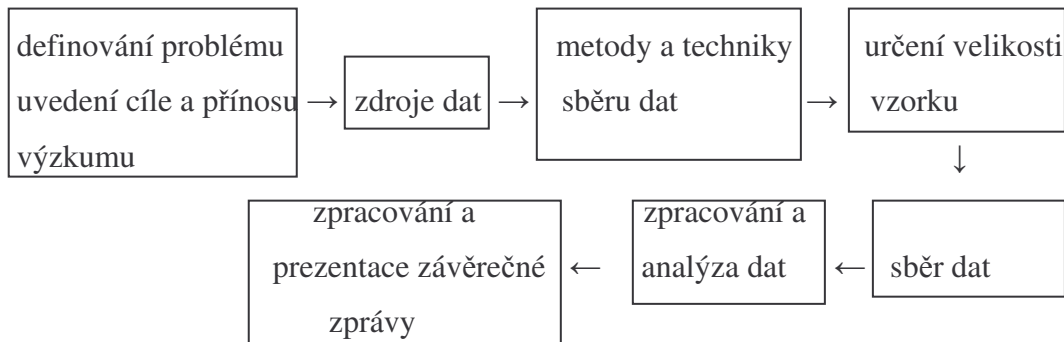 definování problému
uvedení cíle a přínosu
výzkumu
→
zdroje dat
→
metody a techniky
sběru dat
→
určení velikosti
vzorku
↓
sběr dat
←
zpracování a
analýza dat
←
zpracování a
prezentace závěrečné
zprávy